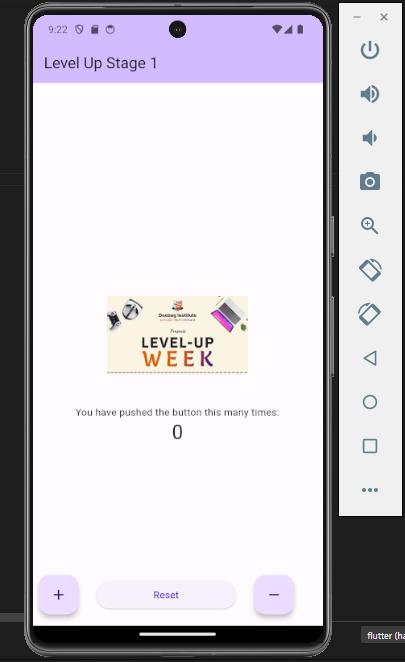 9:22
Level Up Stage 1
Desbug Institute
Presents
LEVEL-UP
WEEK
You have pushed the button this many times:
0
+ Reset −
flutter (ha